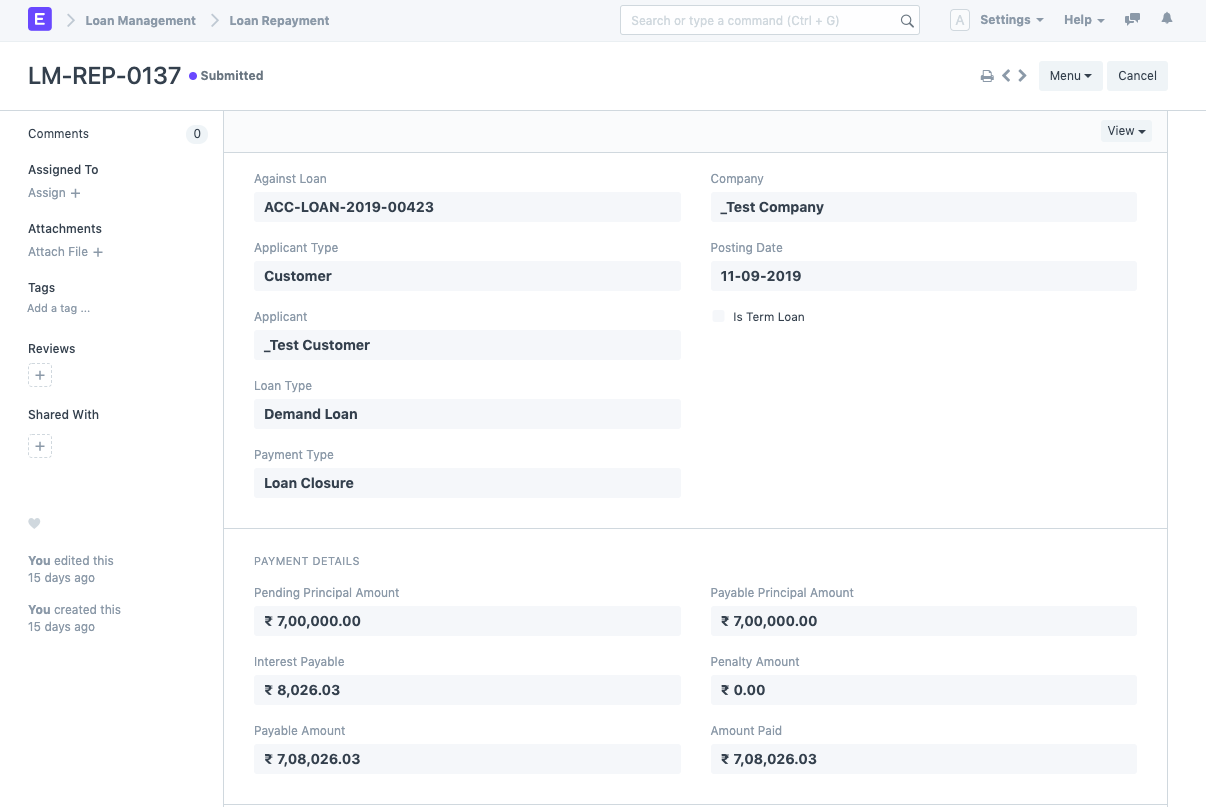 E Loan Management Loan Repayment Search or type a command (Ctrl + G) A Settings Help
LM-REP-0137 Submitted Menu Cancel
Comments 0
Assigned To
Assign +
Attachments
Attach File +
Tags
Add a tag ...
Reviews
+
Shared With
+
You edited this
15 days ago
You created this
15 days ago
View
Against Loan
ACC-LOAN-2019-00423
Applicant Type
Customer
Applicant
_Test Customer
Loan Type
Demand Loan
Payment Type
Loan Closure
Company
_Test Company
Posting Date
11-09-2019
Is Term Loan
PAYMENT DETAILS
Pending Principal Amount
₹ 7,00,000.00
Interest Payable
₹ 8,026.03
Payable Amount
₹ 7,08,026.03
Payable Principal Amount
₹ 7,00,000.00
Penalty Amount
₹ 0.00
Amount Paid
₹ 7,08,026.03